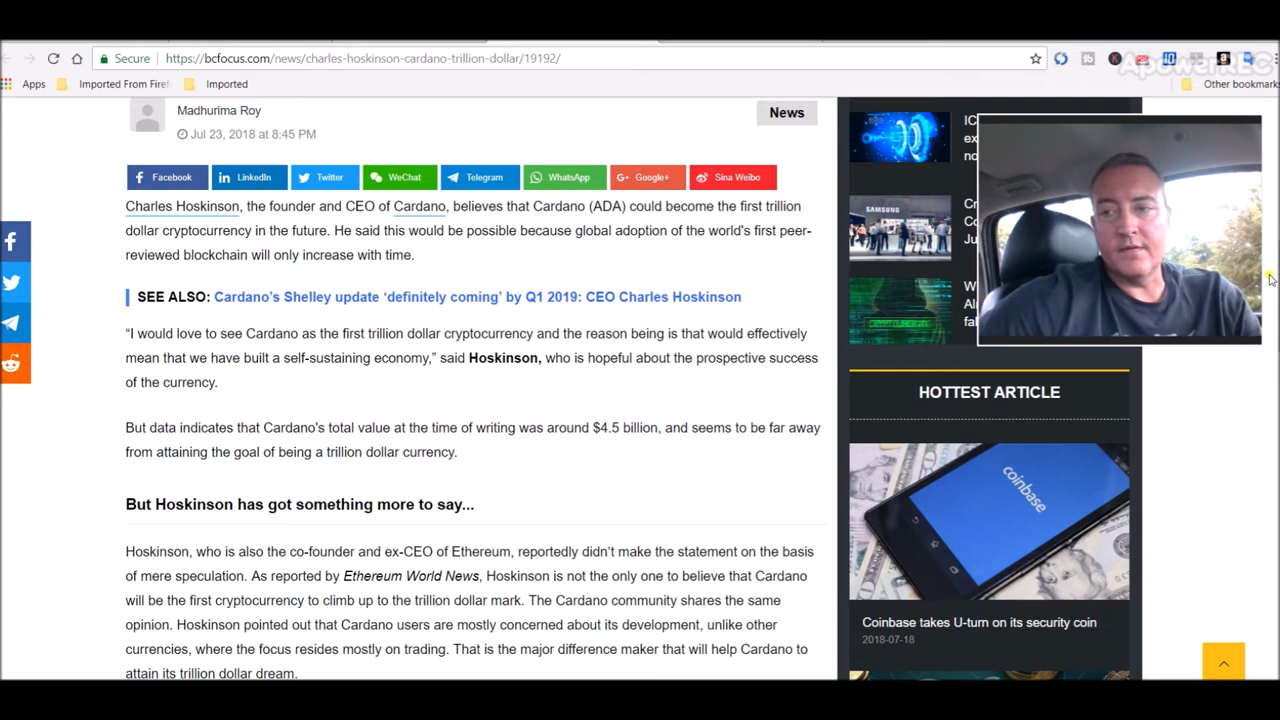 Secure
https://bcfocus.com/news/charles-hoskinson-cardano-trillion-dollar/19192/
ApowerREC
Apps
Imported From Firef
Imported
Other bookmarks
Madhurima Roy
Jul 23, 2018 at 8:45 PM
News
Facebook
LinkedIn
Twitter
WeChat
Telegram
WhatsApp
Google+
Sina Weibo
Charles Hoskinson, the founder and CEO of Cardano, believes that Cardano (ADA) could become the first trillion
dollar cryptocurrency in the future. He said this would be possible because global adoption of the world's first peer-
reviewed blockchain will only increase with time.
SEE ALSO: Cardano's Shelley update 'definitely coming' by Q1 2019: CEO Charles Hoskinson
“I would love to see Cardano as the first trillion dollar cryptocurrency and the reason being is that would effectively
mean that we have built a self-sustaining economy,” said Hoskinson, who is hopeful about the prospective success
of the currency.
But data indicates that Cardano's total value at the time of writing was around $4.5 billion, and seems to be far away
from attaining the goal of being a trillion dollar currency.
But Hoskinson has got something more to say...
Hoskinson, who is also the co-founder and ex-CEO of Ethereum, reportedly didn't make the statement on the basis
of mere speculation. As reported by Ethereum World News, Hoskinson is not the only one to believe that Cardano
will be the first cryptocurrency to climb up to the trillion dollar mark. The Cardano community shares the same
opinion. Hoskinson pointed out that Cardano users are mostly concerned about its development, unlike other
currencies, where the focus resides mostly on trading. That is the major difference maker that will help Cardano to
attain its trillion dollar dream.
IC
ex
no
SAMSUNG
Cr
Co
Ju
W
Al
fal
HOTTEST ARTICLE
coinbase
Coinbase takes U-turn on its security coin
2018-07-18